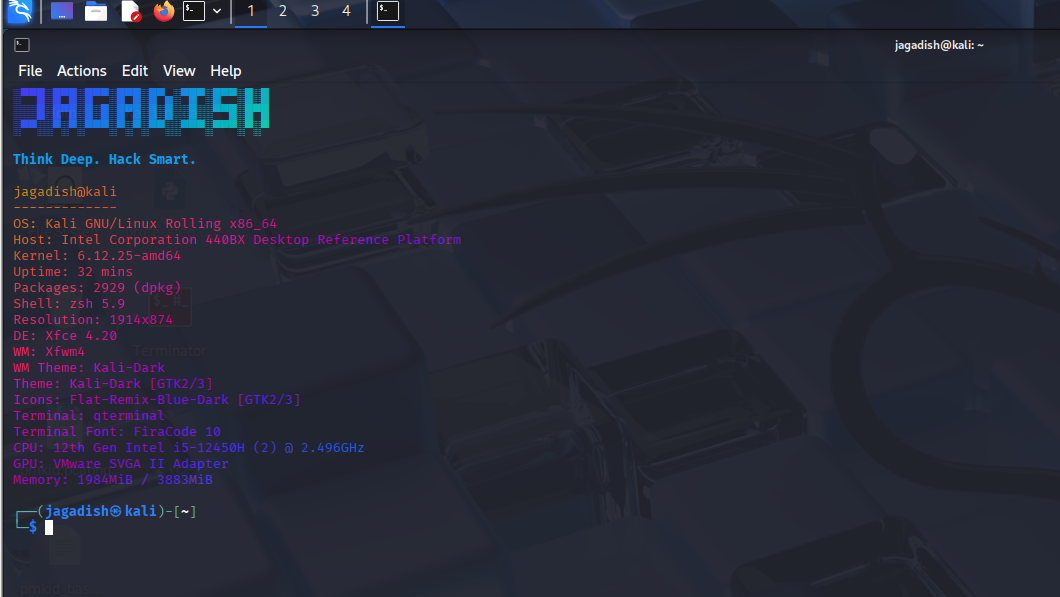 1 2 3 4
jagadish@kali: ~
File Actions Edit View Help
JAGADISH
Think Deep. Hack Smart.
jagadish@kali
-------------
OS: Kali GNU/Linux Rolling x86_64
Host: Intel Corporation 440BX Desktop Reference Platform
Kernel: 6.12.25-amd64
Uptime: 32 mins
Packages: 2929 (dpkg)
Shell: zsh 5.9
Resolution: 1914x874
DE: Xfce 4.20
WM: Xfwm4
Terminator
WM Theme: Kali-Dark
Theme: Kali-Dark [GTK2/3]
Icons: Flat-Remix-Blue-Dark [GTK2/3]
Terminal: qterminal
Terminal Font: FiraCode 10
CPU: 12th Gen Intel i5-12450H (2) @ 2.496GHz
GPU: VMware SVGA II Adapter
Memory: 1984MiB / 3883MiB
┌──(jagadish㉿kali)-[~]
└─$